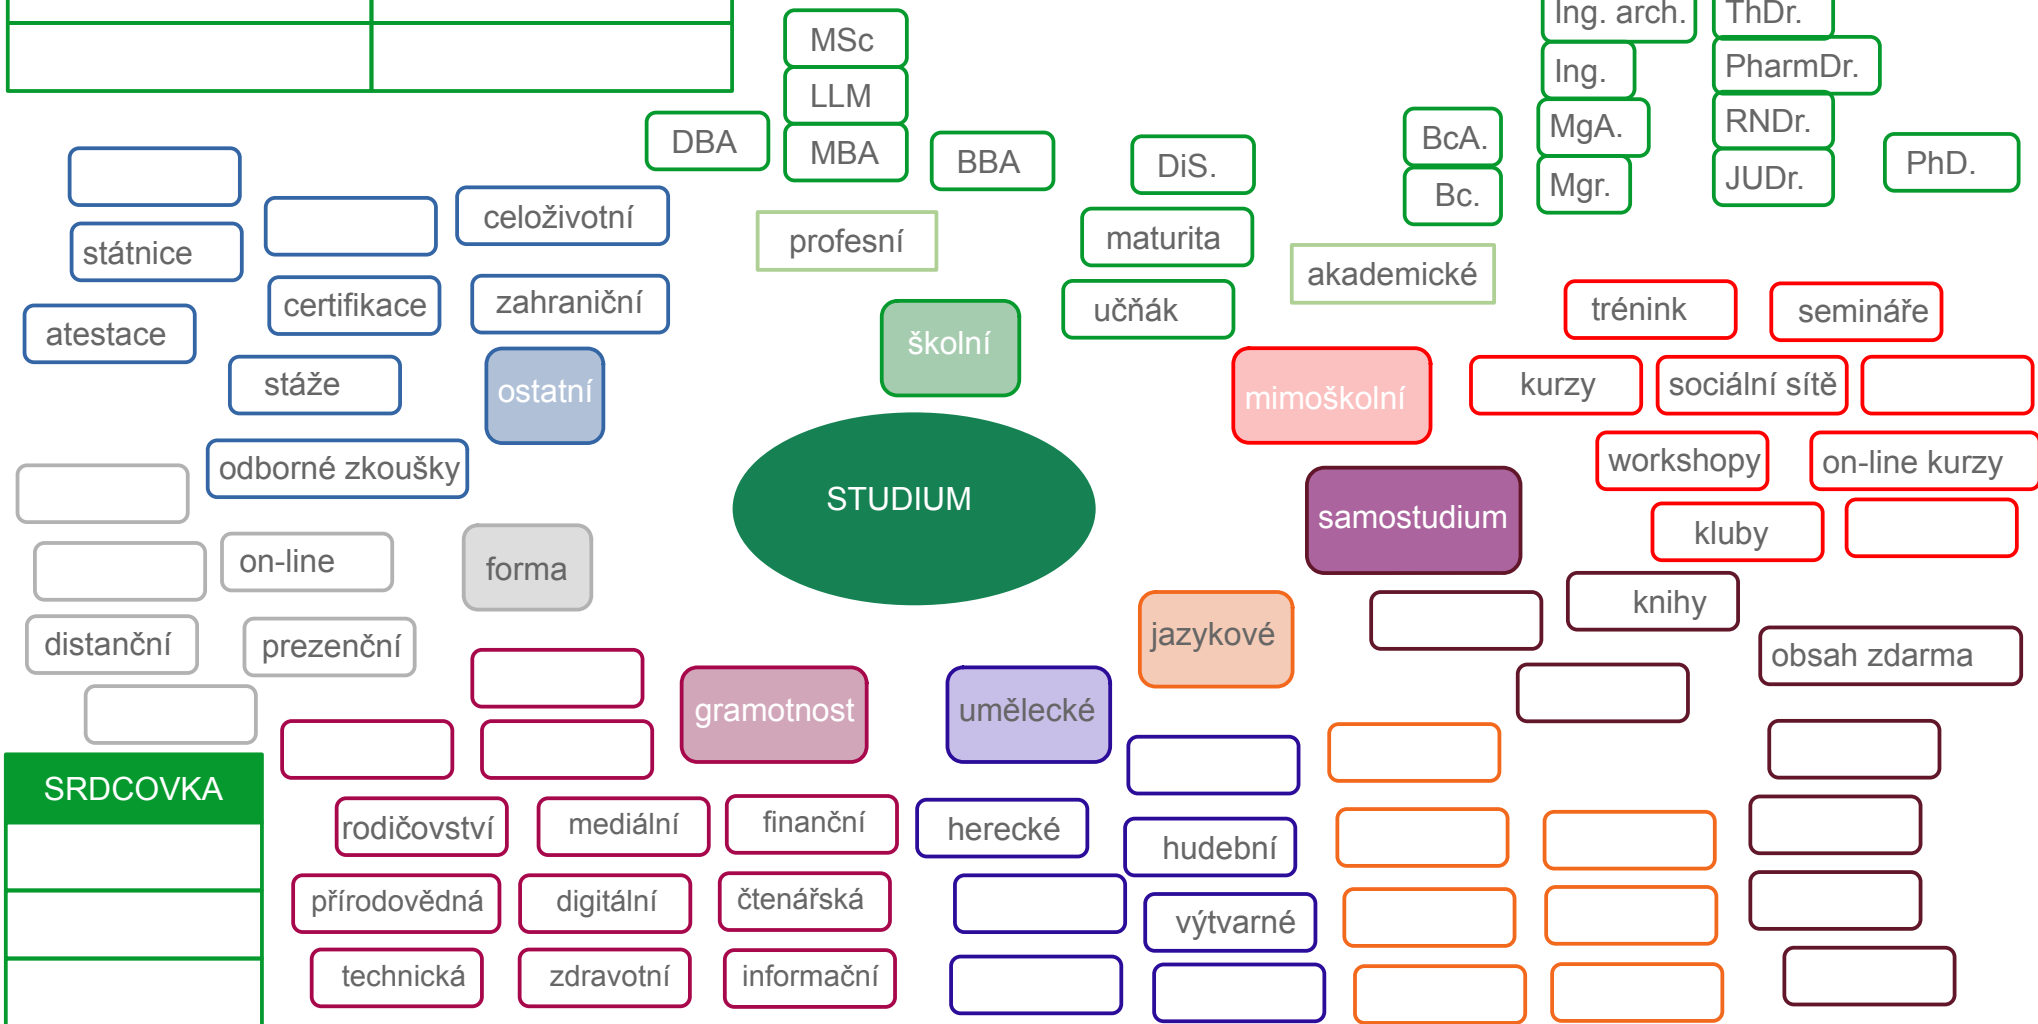 Ing. arch.
ThDr.
MSc
Ing.
PharmDr.
LLM
DBA
MBA
BBA
DiS.
BcA.
MgA.
RNDr.
Bc.
Mgr.
JUDr.
PhD.
celoživotní
státnice
profesní
maturita
akademické
certifikace
zahraniční
učňák
trénink
semináře
atestace
školní
stáže
ostatní
mimoškolní
kurzy
sociální sítě
odborné zkoušky
workshopy
on-line kurzy
STUDIUM
samostudium
kluby
on-line
forma
knihy
distanční
prezenční
jazykové
obsah zdarma
gramotnost
umělecké
SRDCOVKA
rodičovství
mediální
finanční
herecké
hudební
přírodovědná
digitální
čtenářská
výtvarné
technická
zdravotní
informační